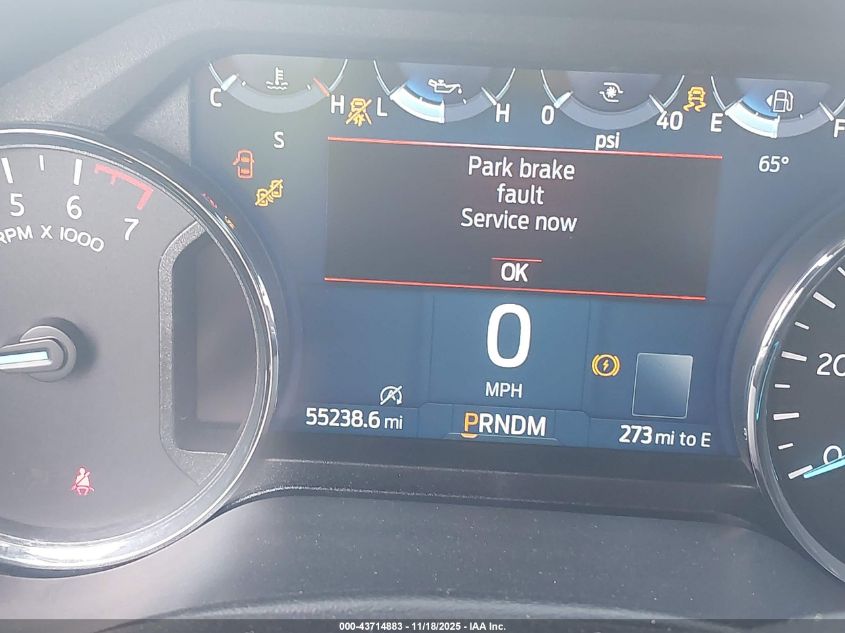 C H L H 0 40 E F
psi
S
65°
Park brake
fault
Service now
OK
5 6 7
RPM X 1000
0
MPH
20
0
55238.6 mi
PRNDM
273 mi to E
000-43714883 - 11/18/2025 - IAA Inc.